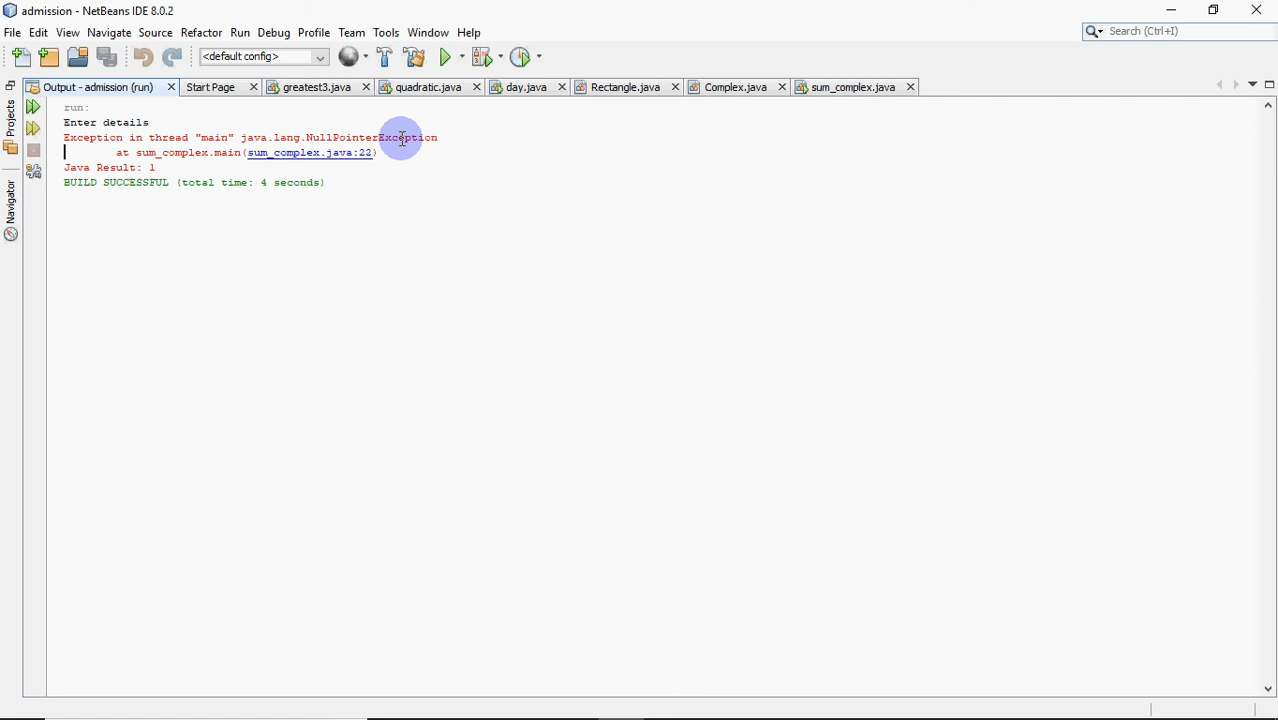 admission - NetBeans IDE 8.0.2
File Edit View Navigate Source Refactor Run Debug Profile Team Tools Window Help
Search (Ctrl+I)
<default config>
Output - admission (run) Start Page greatest3.java quadratic.java day.java Rectangle.java Complex.java sum_complex.java
Projects
Navigator
run:
Enter details
Exception in thread "main" java.lang.NullPointerException
at sum_complex.main(sum_complex.java:22)
Java Result: 1
BUILD SUCCESSFUL (total time: 4 seconds)